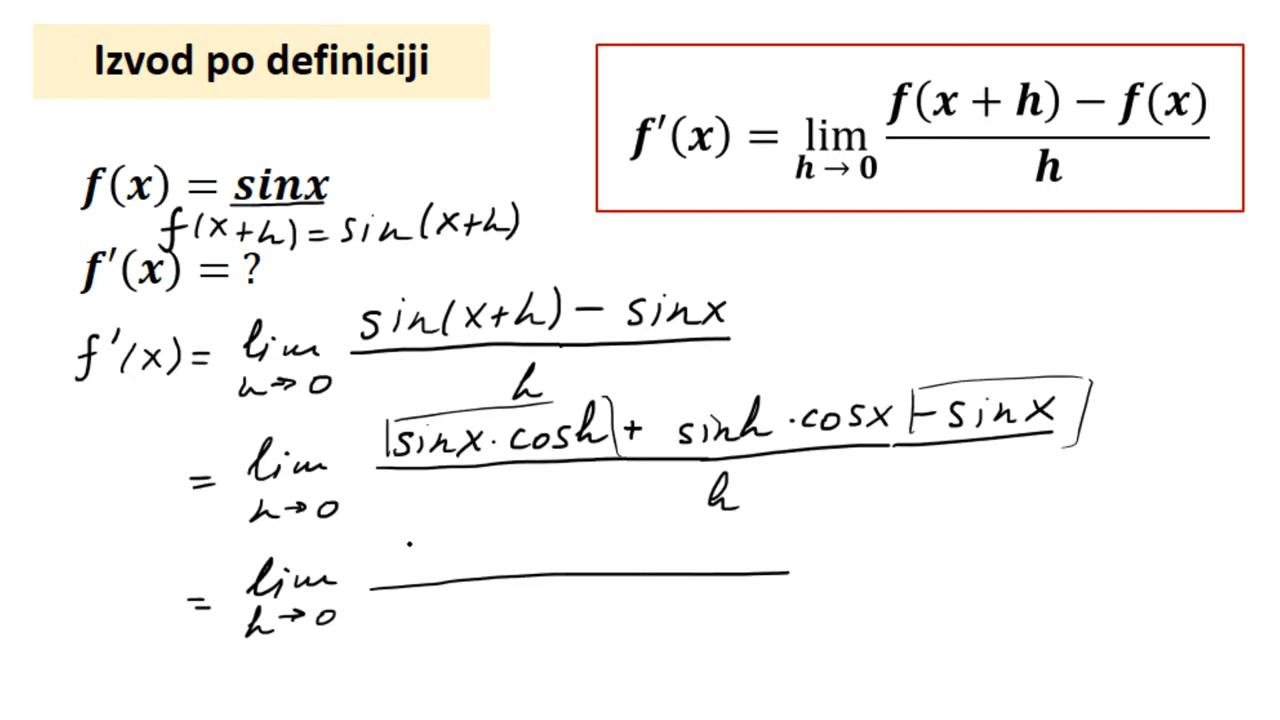 Izvod po definiciji
f'(x) = lim h→0 f(x + h) − f(x) / h
f(x) = sinx
f(x+h) = sin(x+h)
f'(x) = ?
f'(x) = lim h→0 sin(x+h) − sinx / h
= lim h→0 sinx · cosh + sinh · cosx − sinx / h
= lim h→0